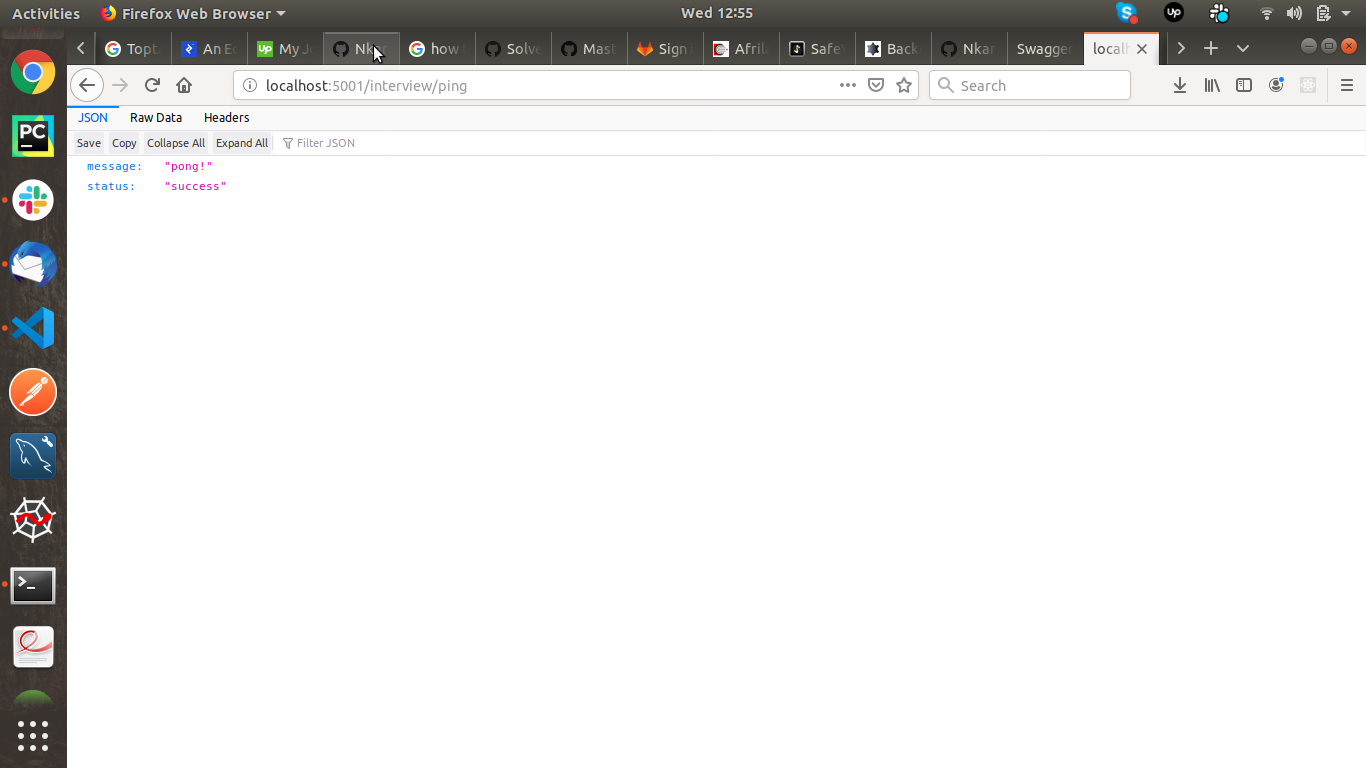 Activities Firefox Web Browser Wed 12:55
Topt An Ec My Jo Nkar how Solve Mast Sign Afril Safe Back Nkar Swagger local
localhost:5001/interview/ping Search
JSON Raw Data Headers
Save Copy Collapse All Expand All Filter JSON
message: "pong!"
status: "success"